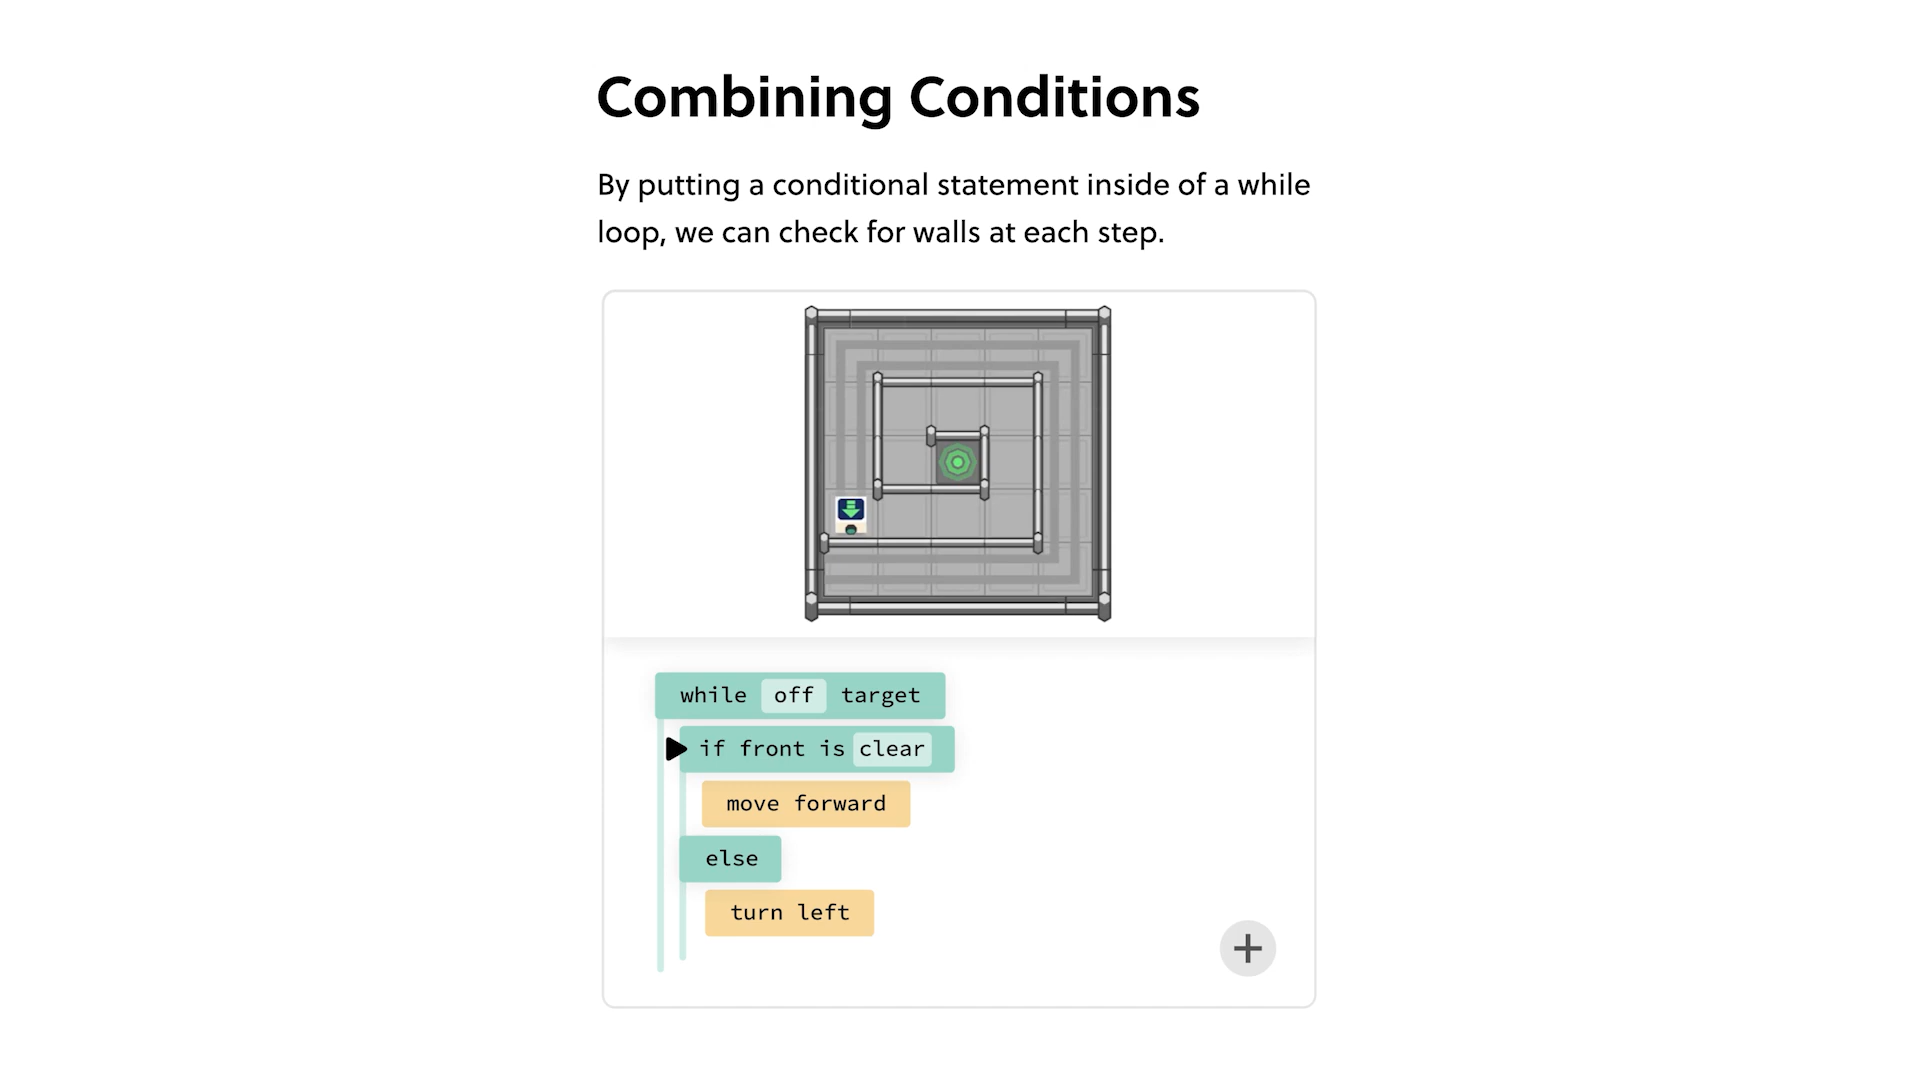 Combining Conditions
By putting a conditional statement inside of a while
loop, we can check for walls at each step.
while off target
if front is clear
move forward
else
turn left